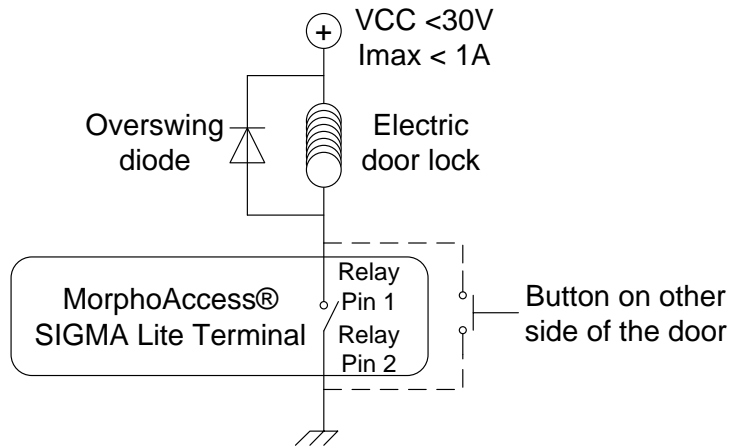 +
VCC <30V
Imax < 1A
Overswing
diode
Electric
door lock
MorphoAccess®
SIGMA Lite Terminal
Relay
Pin 1
Relay
Pin 2
Button on other
side of the door